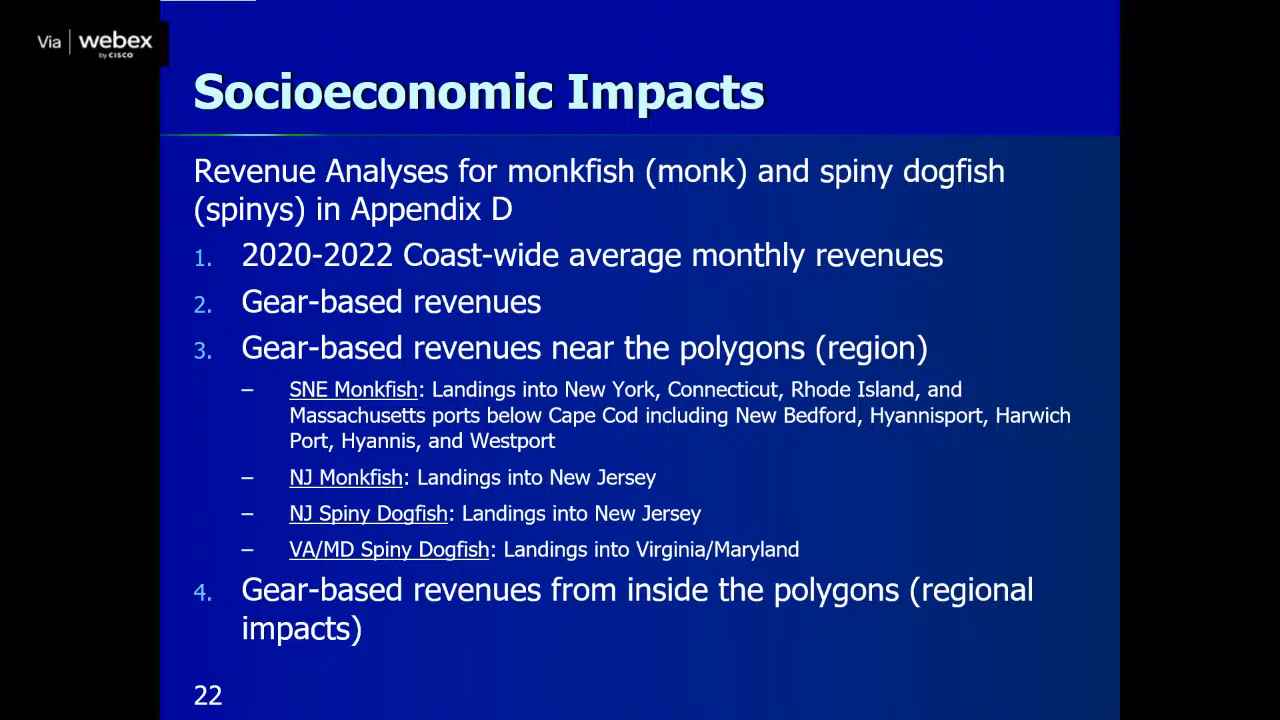 Via | webex
by CISCO
Socioeconomic Impacts
Revenue Analyses for monkfish (monk) and spiny dogfish
(spinys) in Appendix D
1. 2020-2022 Coast-wide average monthly revenues
2. Gear-based revenues
3. Gear-based revenues near the polygons (region)
– SNE Monkfish: Landings into New York, Connecticut, Rhode Island, and
Massachusetts ports below Cape Cod including New Bedford, Hyannisport, Harwich
Port, Hyannis, and Westport
– NJ Monkfish: Landings into New Jersey
– NJ Spiny Dogfish: Landings into New Jersey
– VA/MD Spiny Dogfish: Landings into Virginia/Maryland
4. Gear-based revenues from inside the polygons (regional
impacts)
22